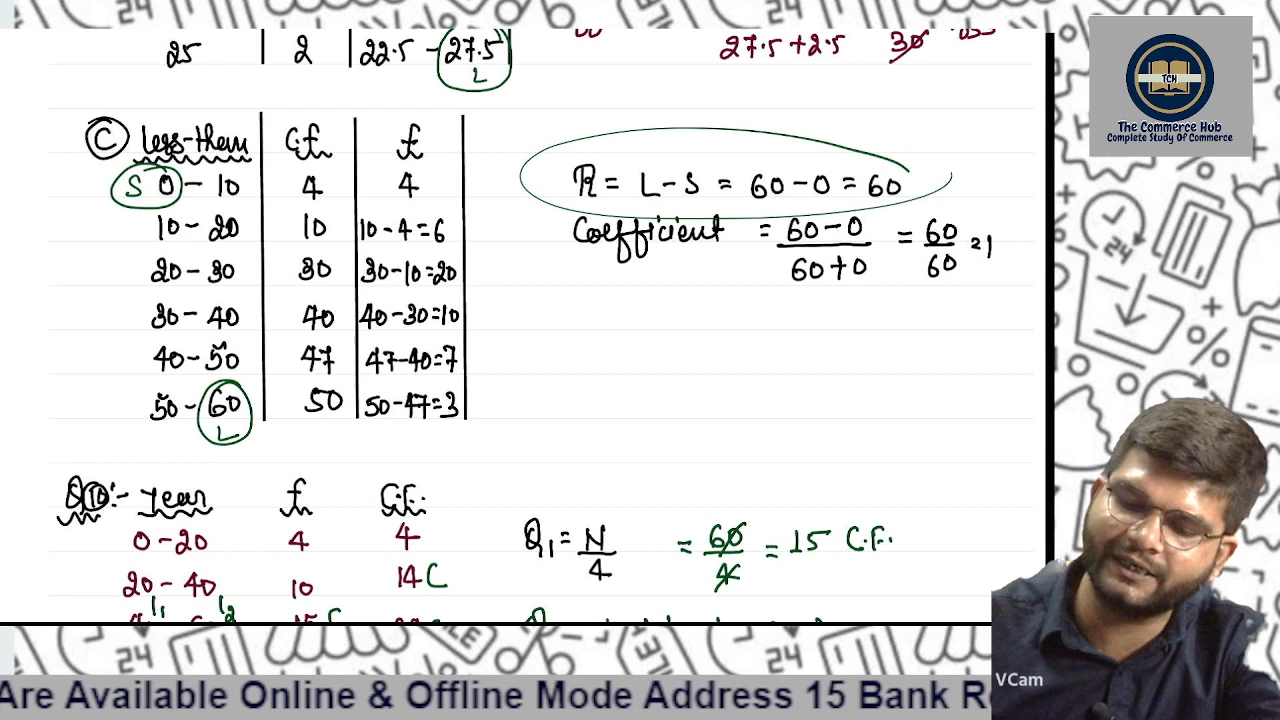 25 | 2 | 22.5 - 27.5
L
27.5 + 2.5 30
TCH
The Commerce Hub
Complete Study Of Commerce
C less-than | C.f | f
S 0 - 10 | 4 | 4
10 - 20 | 10 | 10 - 4 = 6
20 - 30 | 30 | 30 - 10 = 20
30 - 40 | 40 | 40 - 30 = 10
40 - 50 | 47 | 47 - 40 = 7
50 - 60 | 50 | 50 - 47 = 3
L
R = L - S = 60 - 0 = 60
Coefficient = 60 - 0 / 60 + 0 = 60 / 60 = 1
Year f C.F.
0 - 20 4 4
20 - 40 10 14 C
l1 l2
Q1 = N / 4 = 60 / 4 = 15 C.F.
VCam
Are Available Online & Offline Mode Address 15 Bank R